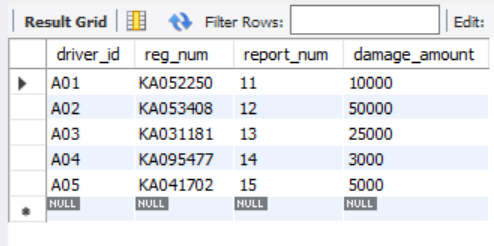 Result Grid Filter Rows: Edit:
driver_id reg_num report_num damage_amount
A01 KA052250 11 10000
A02 KA053408 12 50000
A03 KA031181 13 25000
A04 KA095477 14 3000
A05 KA041702 15 5000
NULL NULL NULL NULL